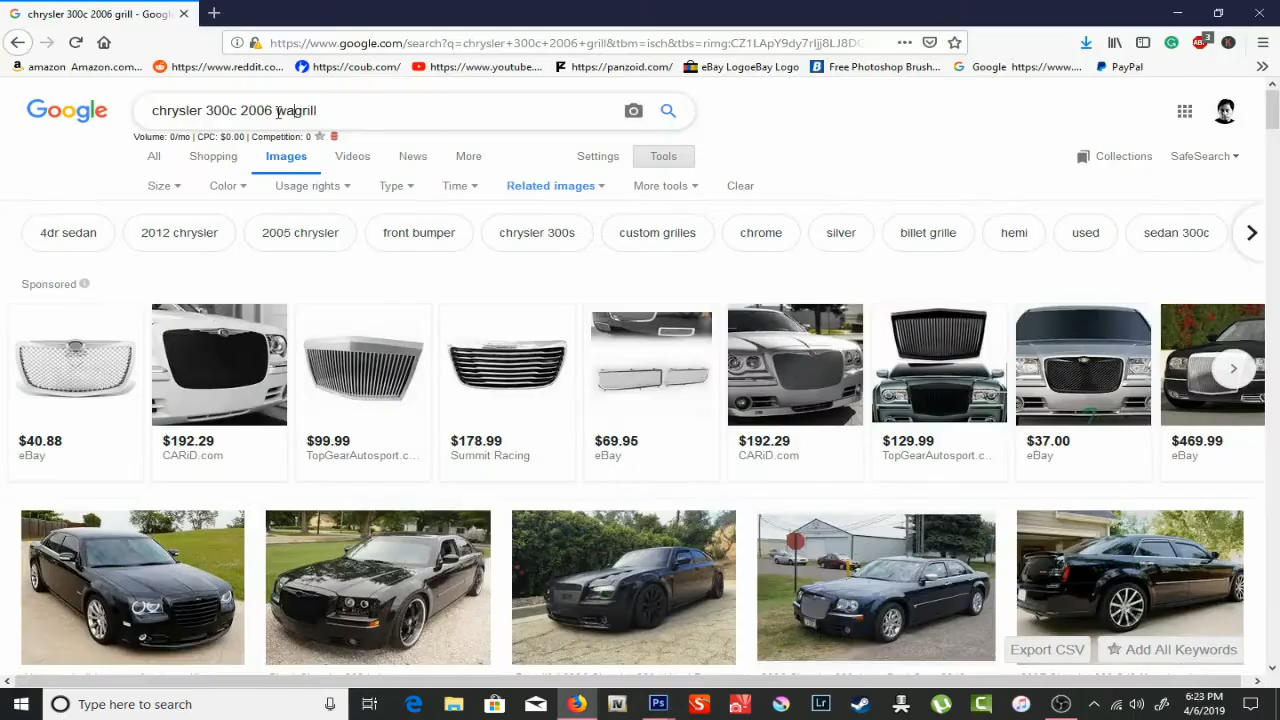 chrysler 300c 2006 grill - Google
https://www.google.com/search?q=chrysler+300c+2006+grill&tbm=isch&tbs=rimg:CZ1LApY9dy7rIjj8LJ8DG
3
amazon Amazon.com...
https://www.reddit.co...
https://coub.com/
https://www.youtube....
https://panzoid.com/
eBay LogoeBay Logo
Free Photoshop Brush...
Google https://www....
PayPal
Google
chrysler 300c 2006 wagrill
Volume: 0/mo | CPC: $0.00 | Competition: 0
All Shopping Images Videos News More Settings Tools
Collections SafeSearch
Size Color Usage rights Type Time Related images More tools Clear
4dr sedan 2012 chrysler 2005 chrysler front bumper chrysler 300s custom grilles chrome silver billet grille hemi used sedan 300c
Sponsored
$40.88 $192.29 $99.99 $178.99 $69.95 $192.29 $129.99 $37.00 $469.99
eBay CARiD.com TopGearAutosport.c... Summit Racing eBay CARiD.com TopGearAutosport.c... eBay eBay
Export CSV Add All Keywords
Type here to search
6:23 PM
4/6/2019